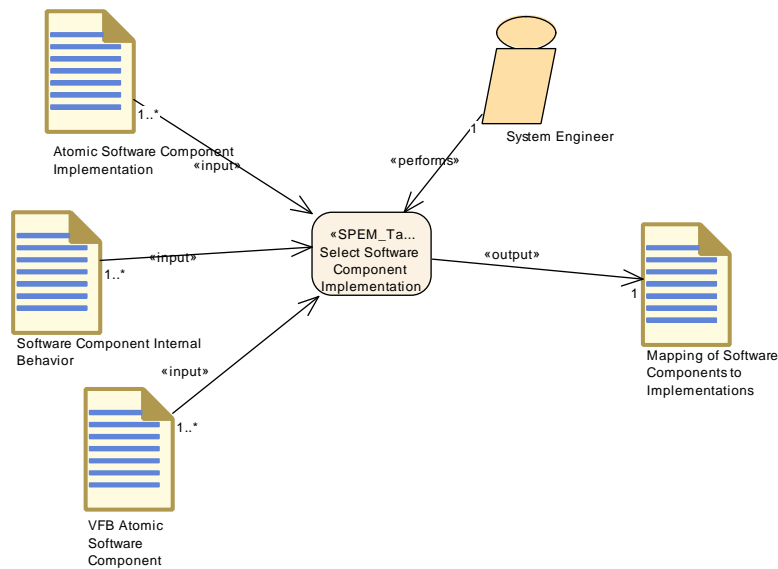 1..*
Atomic Software Component
Implementation
«input»
1
System Engineer
«performs»
«SPEM_Ta...
Select Software
Component
Implementation
«input»
1..*
Software Component Internal
Behavior
«output»
1
Mapping of Software
Components to
Implementations
«input»
1..*
VFB Atomic
Software
Component